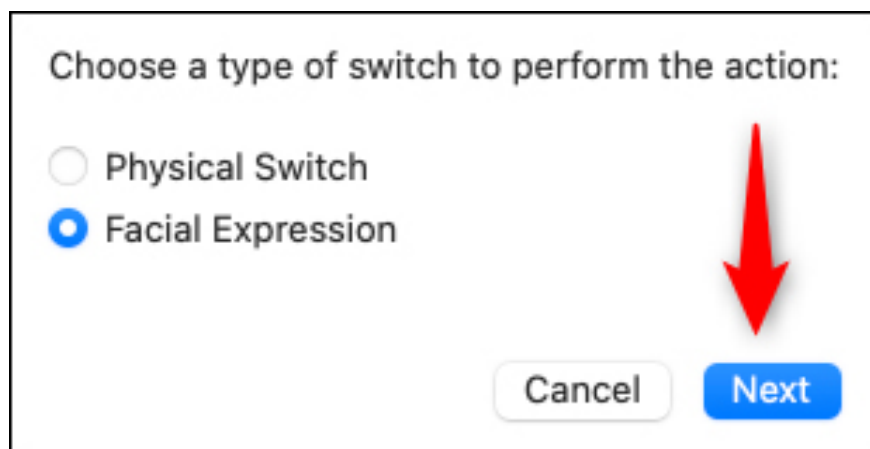 Choose a type of switch to perform the action:
Physical Switch
Facial Expression
Cancel Next